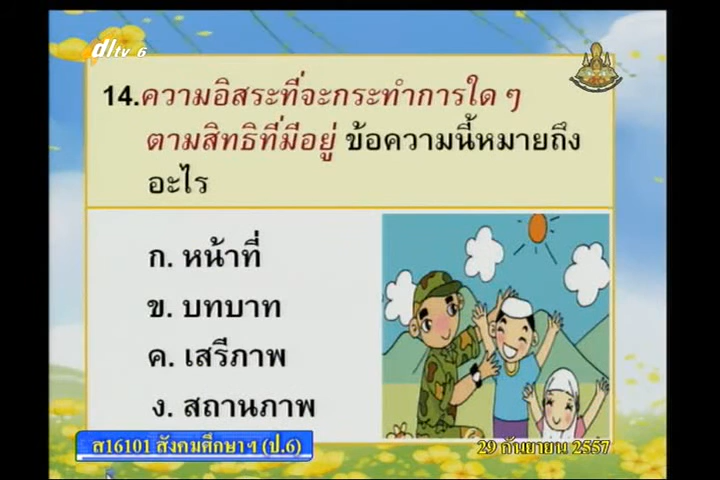 dltv 6
14.ความอิสระที่จะกระทำการใด ๆ
ตามสิทธิที่มีอยู่ ข้อความนี้หมายถึง
อะไร
ก. หน้าที่
ข. บทบาท
ค. เสรีภาพ
ง. สถานภาพ
ส16101 สังคมศึกษาฯ (ป.6)
29 กันยายน 2557